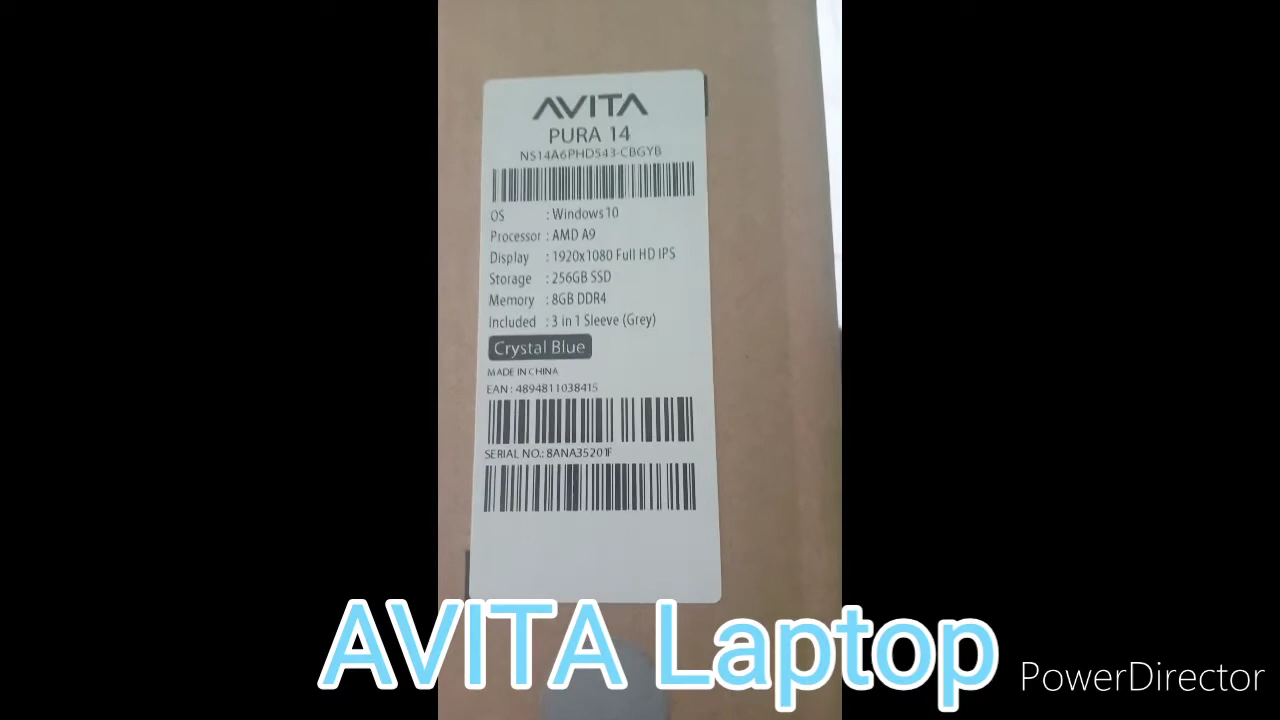 AVITA
PURA 14
NS14A6PHD543-CBGYB
OS : Windows 10
Processor : AMD A9
Display : 1920x1080 Full HD IPS
Storage : 256GB SSD
Memory : 8GB DDR4
Included : 3 in 1 Sleeve (Grey)
Crystal Blue
MADE IN CHINA
EAN : 4894811038415
SERIAL NO.: 8ANA35201F
AVITA Laptop
PowerDirector